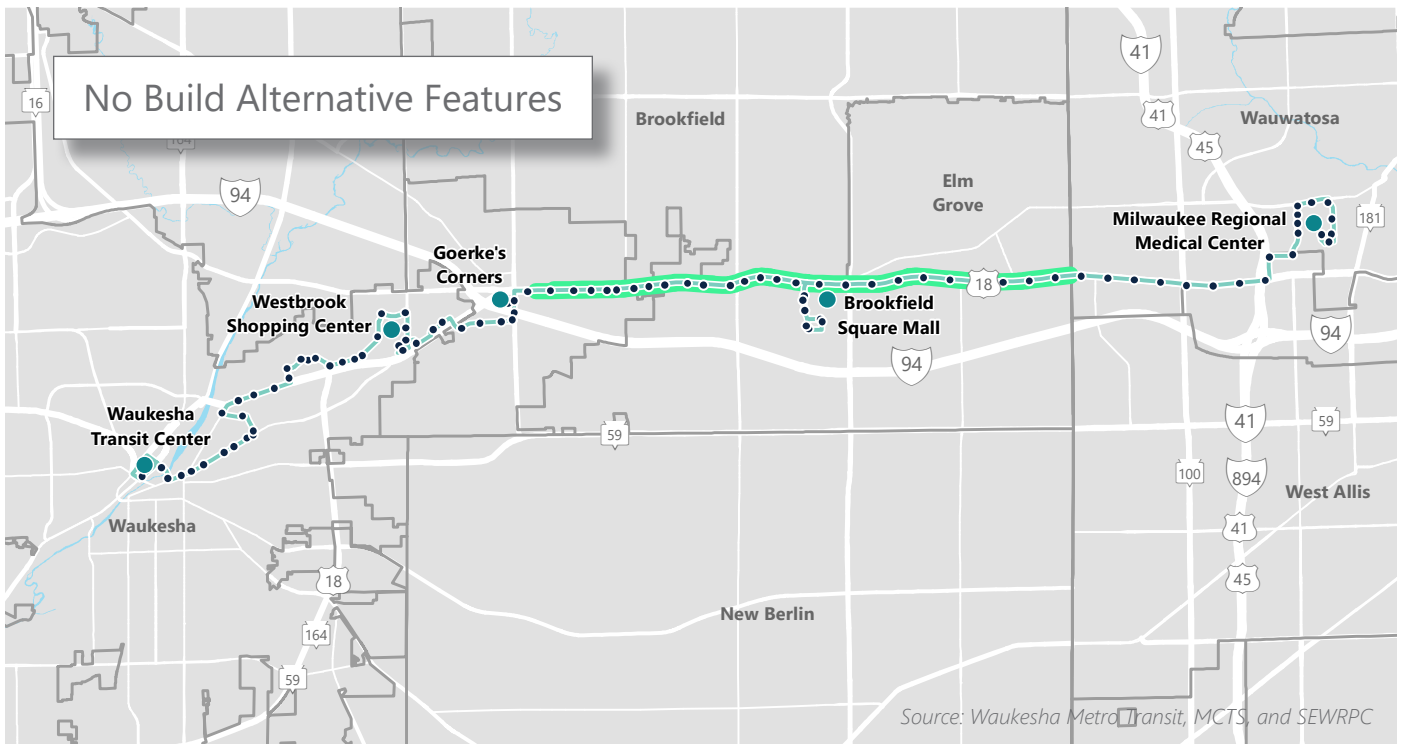 No Build Alternative Features
16
164
94
Brookfield
41
41
45
Wauwatosa
Elm
Grove
181
Milwaukee Regional
Medical Center
Goerke's
Corners
18
Westbrook
Shopping Center
Brookfield
Square Mall
94
94
Waukesha
Transit Center
59
41
59
100
894
West Allis
Waukesha
41
18
45
New Berlin
164
59
Source: Waukesha Metro Transit, MCTS, and SEWRPC